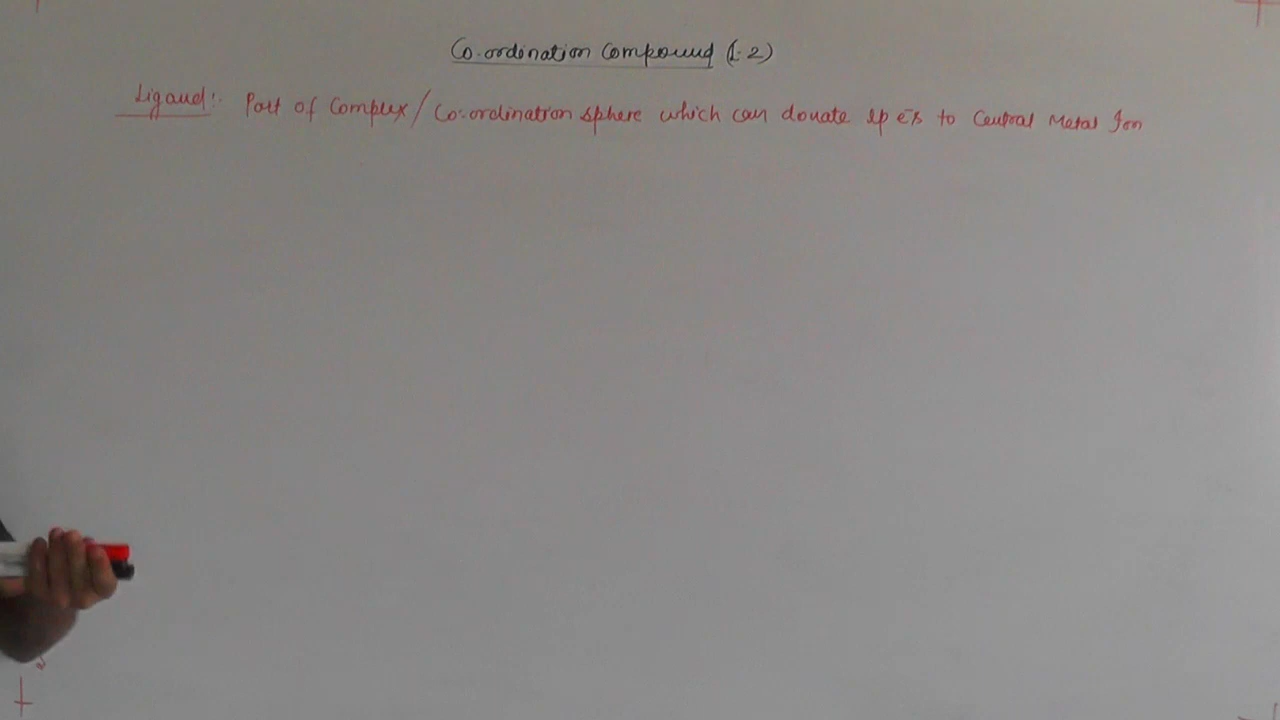 Co-ordination Compound (L-2)
Ligand:- Part of Complex/Co-ordination sphere which can donate lp e⁻s to Central Metal Ion